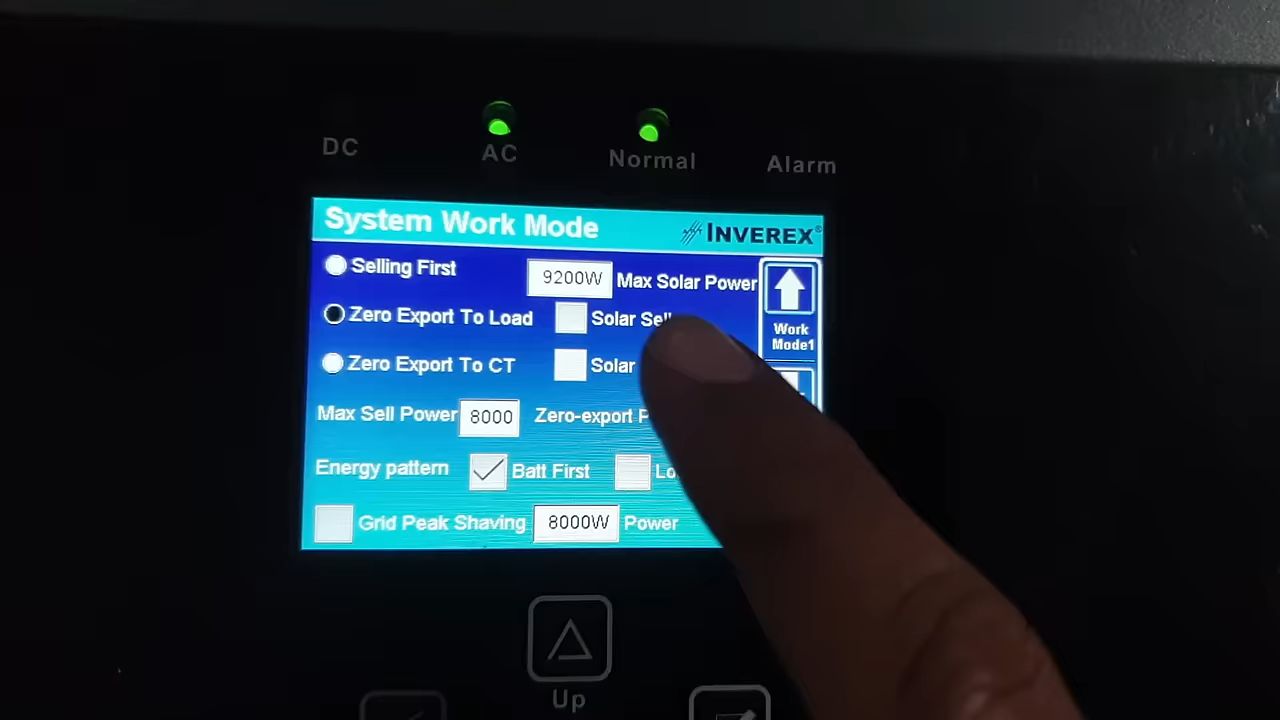 DC AC Normal Alarm
System Work Mode INVEREX®
Selling First 9200W Max Solar Power
Zero Export To Load Solar Sell
Work
Mode1
Zero Export To CT Solar
Max Sell Power 8000 Zero-export
Energy pattern Batt First
Grid Peak Shaving 8000W Power
Up